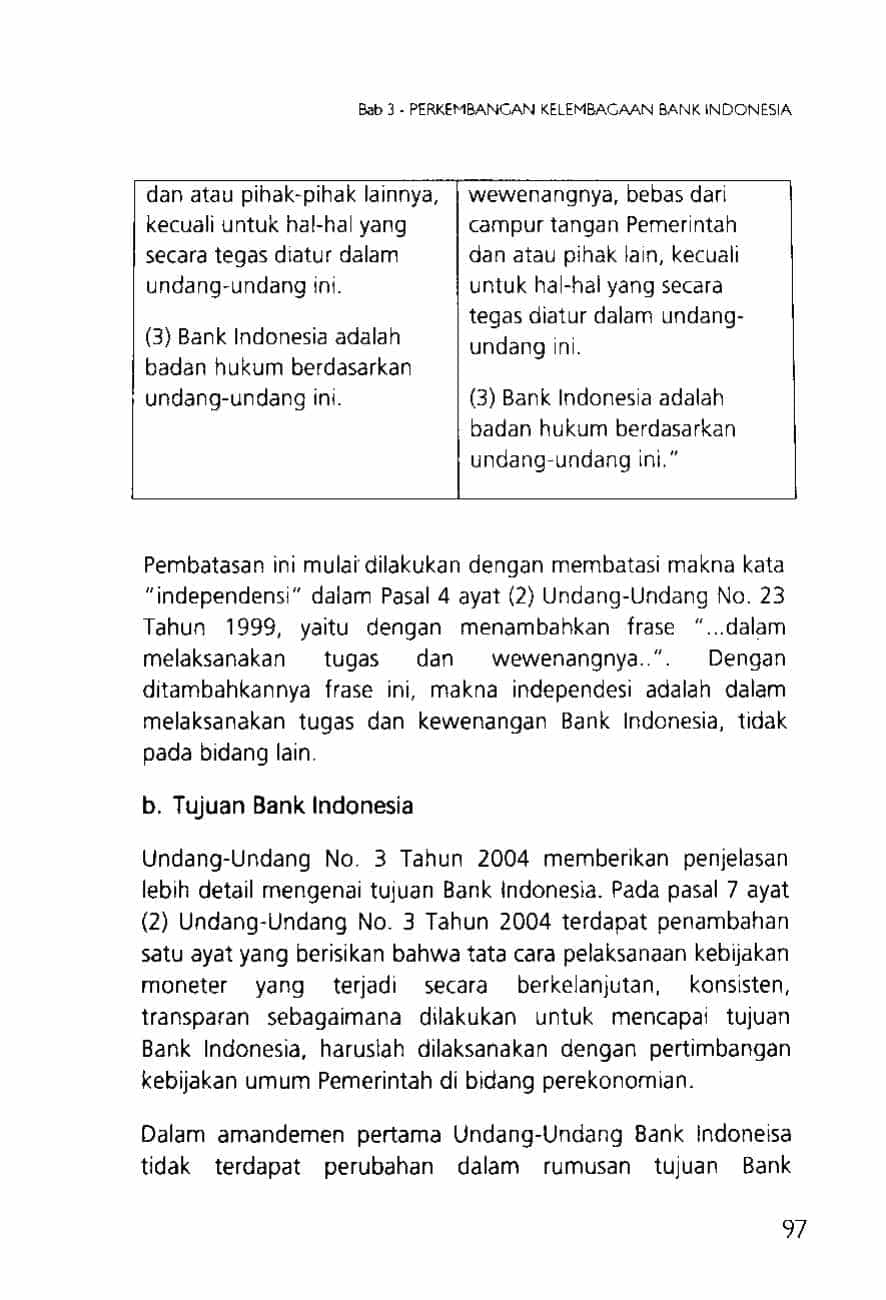 Bab 3 - PERKEMBANGAN KELEMBAGAAN BANK INDONESIA
dan atau pihak-pihak lainnya,
kecuali untuk hal-hal yang
secara tegas diatur dalam
undang-undang ini.
(3) Bank Indonesia adalah
badan hukum berdasarkan
undang-undang ini.
wewenangnya, bebas dari
campur tangan Pemerintah
dan atau pihak lain, kecuali
untuk hal-hal yang secara
tegas diatur dalam undang-
undang ini.
(3) Bank Indonesia adalah
badan hukum berdasarkan
undang-undang ini."
Pembatasan ini mulai dilakukan dengan membatasi makna kata
"independensi" dalam Pasal 4 ayat (2) Undang-Undang No. 23
Tahun 1999, yaitu dengan menambahkan frase "...dalam
melaksanakan tugas dan wewenangnya..". Dengan
ditambahkannya frase ini, makna independesi adalah dalam
melaksanakan tugas dan kewenangan Bank Indonesia, tidak
pada bidang lain.
b. Tujuan Bank Indonesia
Undang-Undang No. 3 Tahun 2004 memberikan penjelasan
lebih detail mengenai tujuan Bank Indonesia. Pada pasal 7 ayat
(2) Undang-Undang No. 3 Tahun 2004 terdapat penambahan
satu ayat yang berisikan bahwa tata cara pelaksanaan kebijakan
moneter yang terjadi secara berkelanjutan, konsisten,
transparan sebagaimana dilakukan untuk mencapai tujuan
Bank Indonesia, haruslah dilaksanakan dengan pertimbangan
kebijakan umum Pemerintah di bidang perekonomian.
Dalam amandemen pertama Undang-Undang Bank Indoneisa
tidak terdapat perubahan dalam rumusan tujuan Bank
97